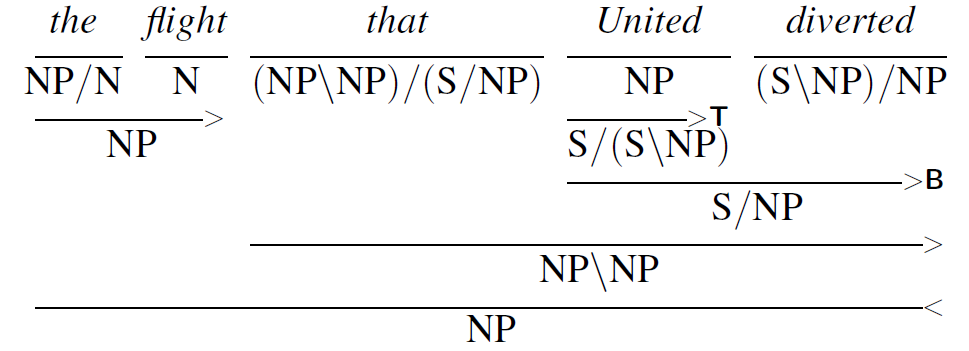 the flight that United diverted
NP/N N (NP\NP)/(S/NP) NP (S\NP)/NP
> >T
NP S/(S\NP)
>B
S/NP
>
NP\NP
<
NP